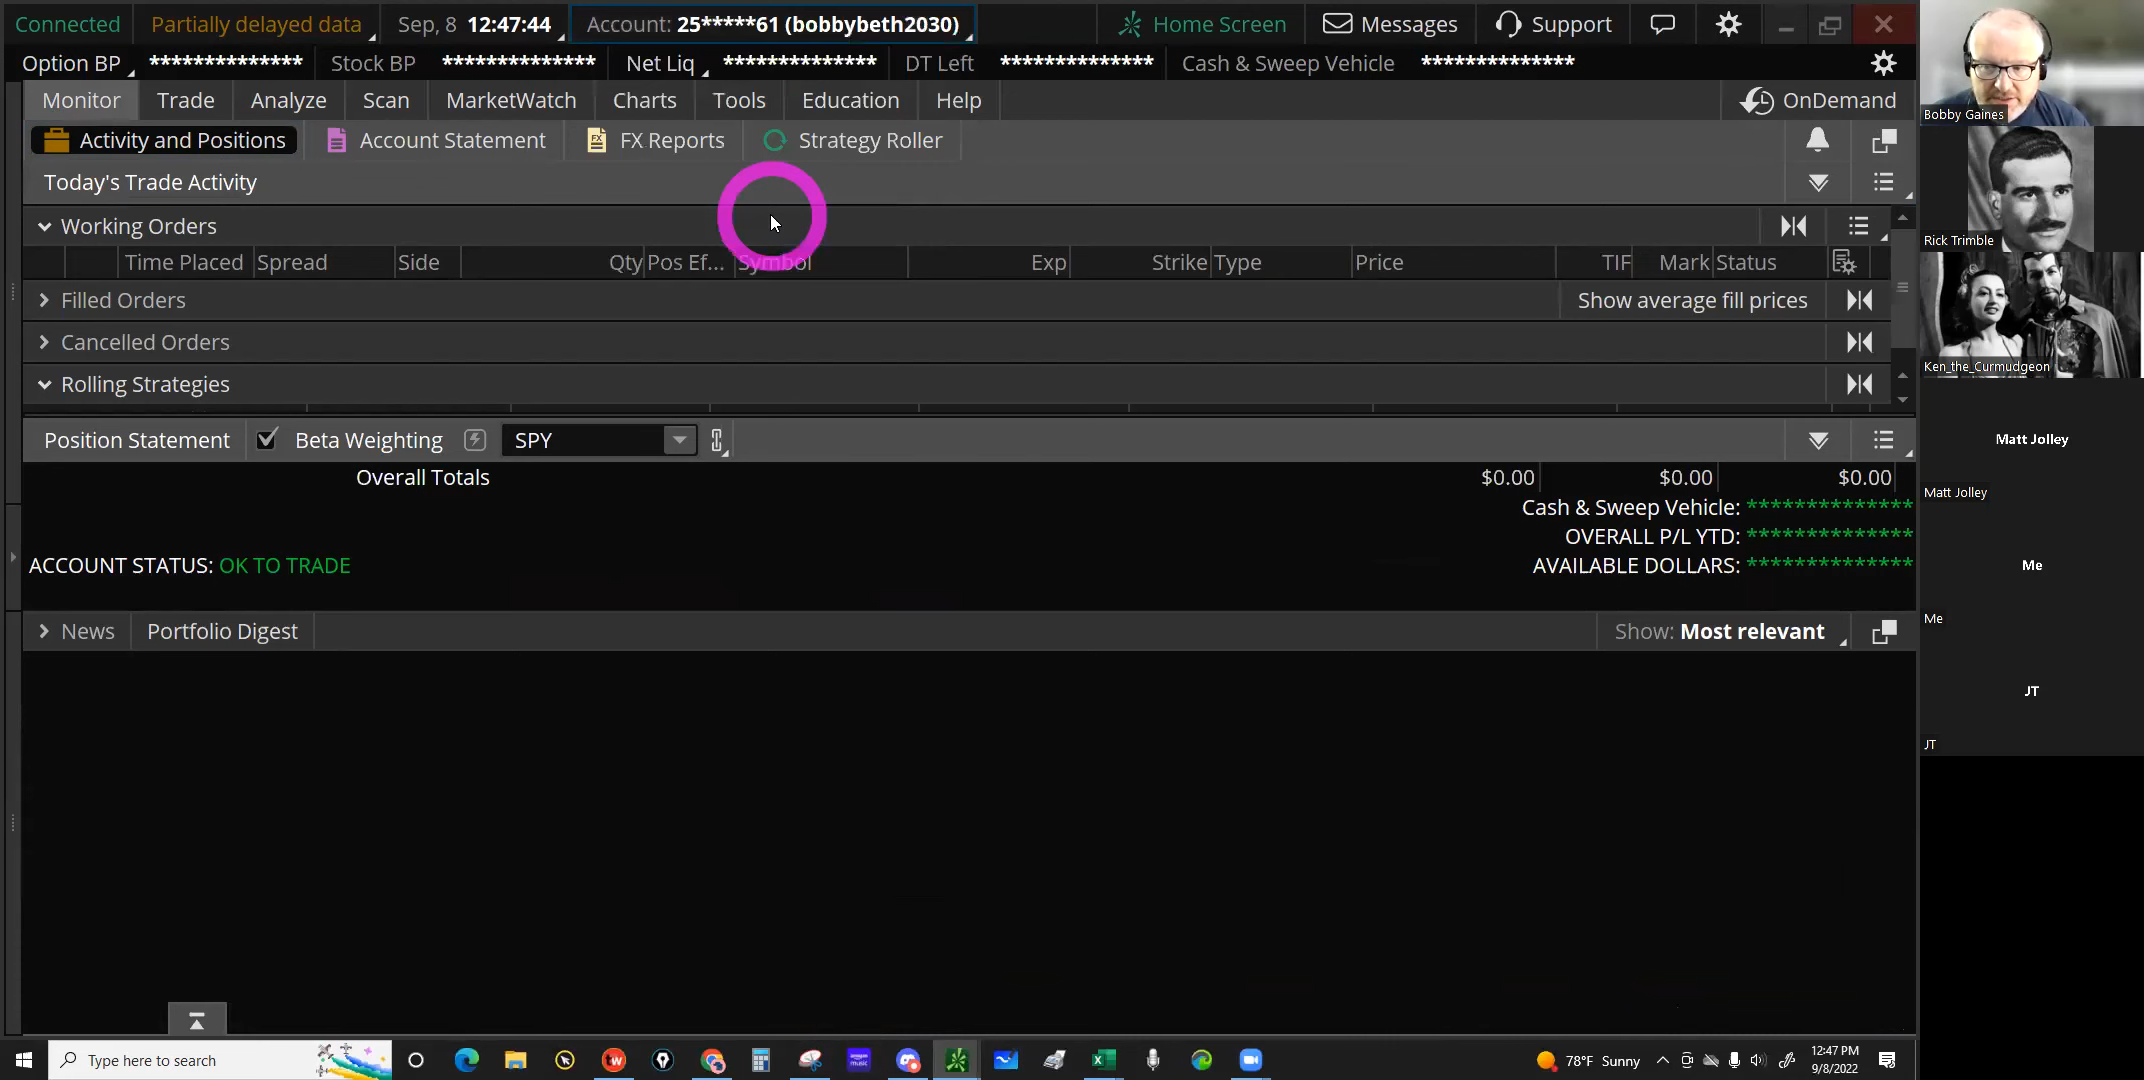 Connected Partially delayed data Sep, 8 12:47:44 Account: 25*****61 (bobbybeth2030) Home Screen Messages Support
Option BP ************** Stock BP ************** Net Liq ************** DT Left ************** Cash & Sweep Vehicle **************
Monitor Trade Analyze Scan MarketWatch Charts Tools Education Help OnDemand
Activity and Positions Account Statement FX FX Reports Strategy Roller
Today's Trade Activity
Working Orders
Time Placed Spread Side Qty Pos Ef... Symbol Exp Strike Type Price TIF Mark Status
Filled Orders Show average fill prices
Cancelled Orders
Rolling Strategies
Position Statement Beta Weighting SPY
Overall Totals $0.00 $0.00 $0.00
Cash & Sweep Vehicle: **************
OVERALL P/L YTD: **************
ACCOUNT STATUS: OK TO TRADE AVAILABLE DOLLARS: **************
News Portfolio Digest Show: Most relevant
Type here to search
amazon music
78°F Sunny
12:47 PM
9/8/2022
Bobby Gaines
Rick Trimble
Ken_the_Curmudgeon
Matt Jolley
Matt Jolley
Me
Me
JT
JT